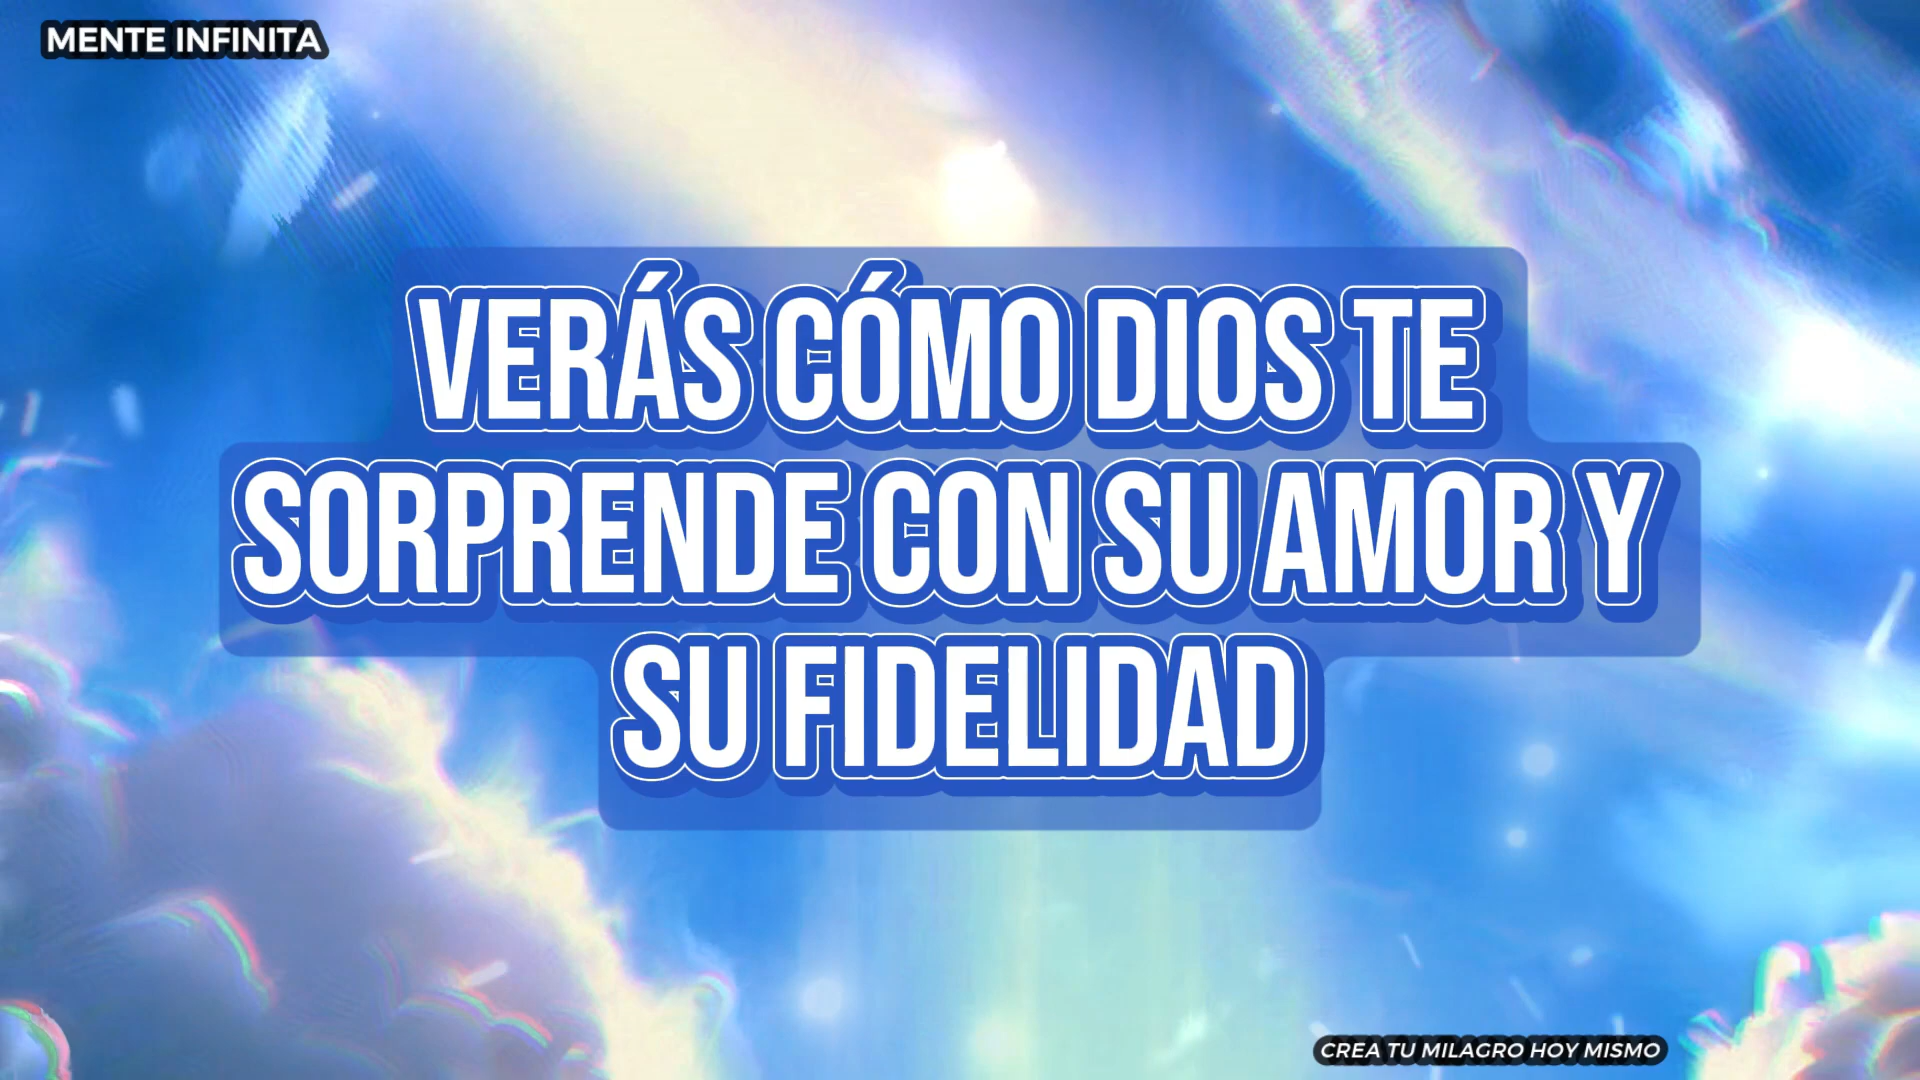 MENTE INFINITA
VERÁS CÓMO DIOS TE
SORPRENDE CON SU AMOR Y
SU FIDELIDAD
CREA TU MILAGRO HOY MISMO